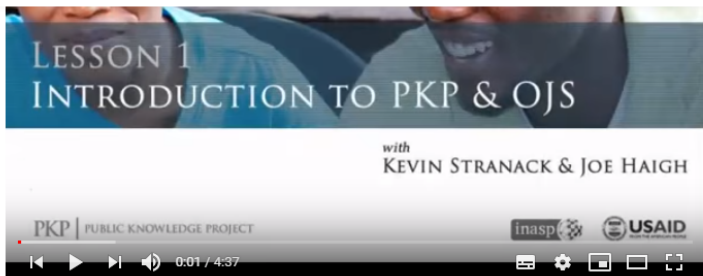 LESSON 1
INTRODUCTION TO PKP & OJS
with
KEVIN STRANACK & JOE HAIGH
PKP | PUBLIC KNOWLEDGE PROJECT
inasp
USAID
0:01 / 4:37